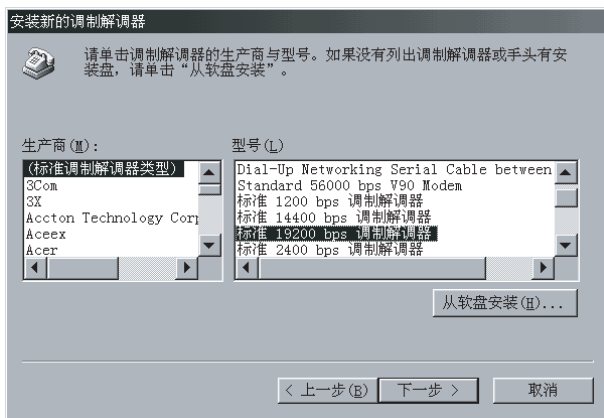 安装新的调制解调器
请单击调制解调器的生产商与型号。如果没有列出调制解调器或手头有安
装盘，请单击“从软盘安装”。
生产商(M)：
(标准调制解调器类型)
3Com
3X
Accton Technology Corp
Aceex
Acer
型号(L)
Dial-Up Networking Serial Cable between
Standard 56000 bps V90 Modem
标准 1200 bps 调制解调器
标准 14400 bps 调制解调器
标准 19200 bps 调制解调器
标准 2400 bps 调制解调器
从软盘安装(H)...
< 上一步(B)
下一步 >
取消